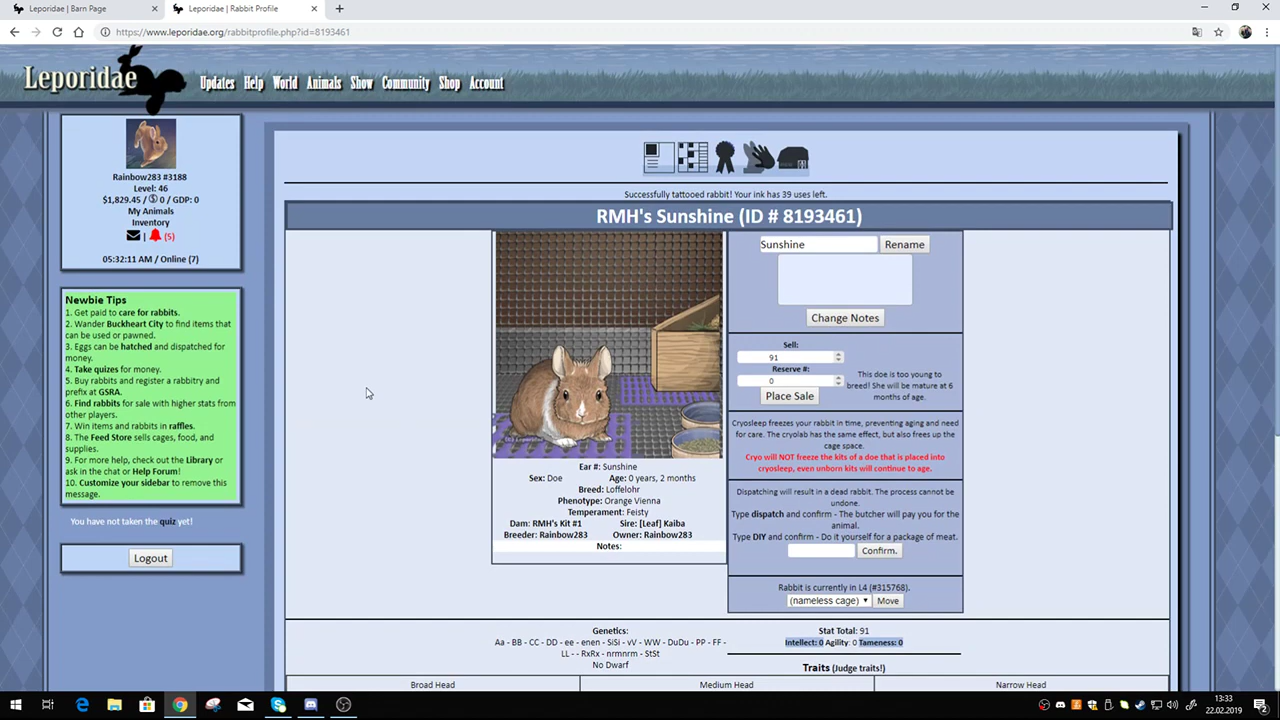 Leporidae | Barn Page
Leporidae | Rabbit Profile
https://www.leporidae.org/rabbitprofile.php?id=8193461
Leporidae
Updates Help World Animals Show Community Shop Account
Rainbow283 #3188
Level: 46
$1,829.45 / 0 / GDP: 0
My Animals
Inventory
| (5)
05:32:11 AM / Online (7)
Newbie Tips
1. Get paid to care for rabbits.
2. Wander Buckheart City to find items that
can be used or pawned.
3. Eggs can be hatched and dispatched for
money.
4. Take quizes for money.
5. Buy rabbits and register a rabbitry and
prefix at GSRA.
6. Find rabbits for sale with higher stats from
other players.
7. Win items and rabbits in raffles.
8. The Feed Store sells cages, food, and
supplies.
9. For more help, check out the Library or
ask in the chat or Help Forum!
10. Customize your sidebar to remove this
message.
You have not taken the quiz yet!
Logout
Successfully tattooed rabbit! Your ink has 39 uses left.
RMH's Sunshine (ID # 8193461)
Ear #: Sunshine
Sex: Doe Age: 0 years, 2 months
Breed: Loffelohr
Phenotype: Orange Vienna
Temperament: Feisty
Dam: RMH's Kit #1 Sire: [Leaf] Kaiba
Breeder: Rainbow283 Owner: Rainbow283
Notes:
Sunshine Rename
Change Notes
Sell:
91
Reserve #:
0
Place Sale
This doe is too young to
breed! She will be mature at 6
months of age.
Cryosleep freezes your rabbit in time, preventing aging and need
for care. The cryolab has the same effect, but also frees up the
cage space.
Cryo will NOT freeze the kits of a doe that is placed into
cryosleep, even unborn kits will continue to age.
Dispatching will result in a dead rabbit. The process cannot be
undone.
Type dispatch and confirm - The butcher will pay you for the
animal.
Type DIY and confirm - Do it yourself for a package of meat.
Confirm.
Rabbit is currently in L4 (#315768).
(nameless cage) Move
Genetics:
Aa - BB - CC - DD - ee - enen - SiSi - vV - WW - DuDu - PP - FF -
LL - - RxRx - nrmnrm - StSt
No Dwarf
Stat Total: 91
Intellect: 0 Agility: 0 Tameness: 0
Traits (Judge traits!)
Broad Head Medium Head Narrow Head
13:33
22.02.2019
2